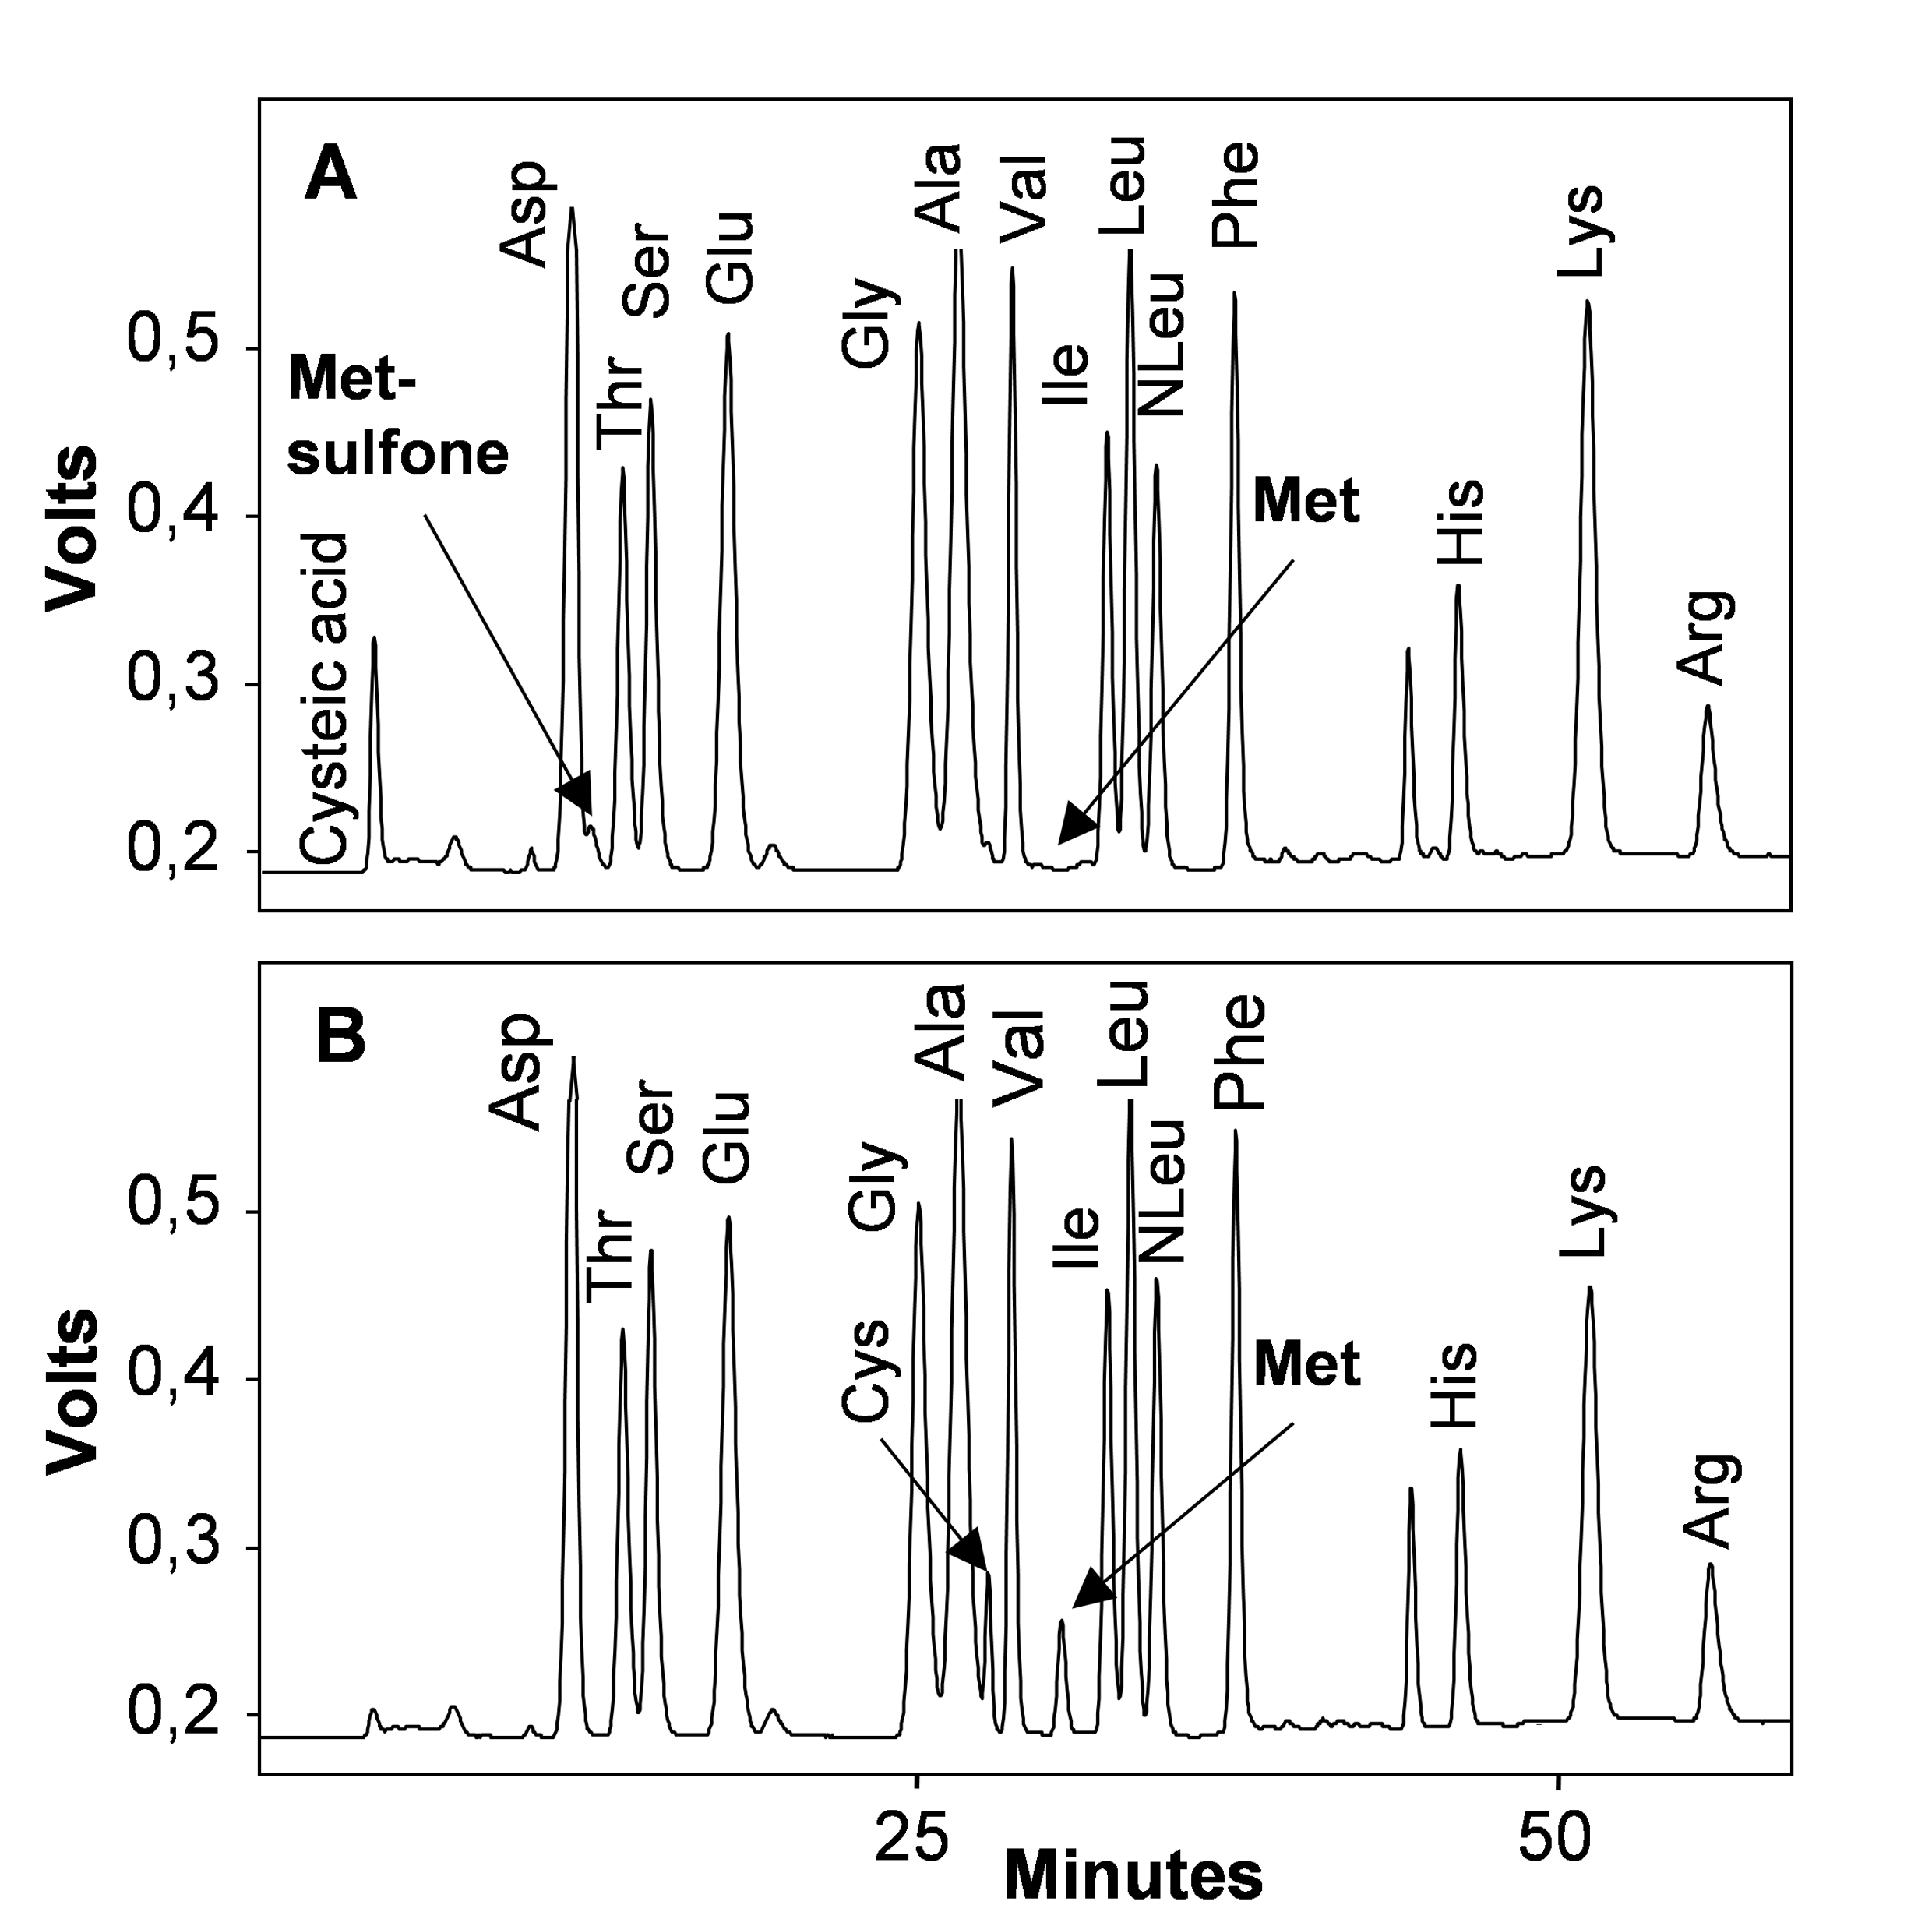 A
Asp
Ser
Glu
Ala
Val
Leu
Phe
Lys
Gly
NLeu
Ile
Thr
Met-
sulfone
Met
His
Arg
Cysteic acid
Volts
0,5
0,4
0,3
0,2
B
Asp
Ser
Glu
Ala
Val
Leu
Phe
Gly
NLeu
Lys
Thr
Ile
Cys
Met
His
Arg
Volts
0,5
0,4
0,3
0,2
25
50
Minutes